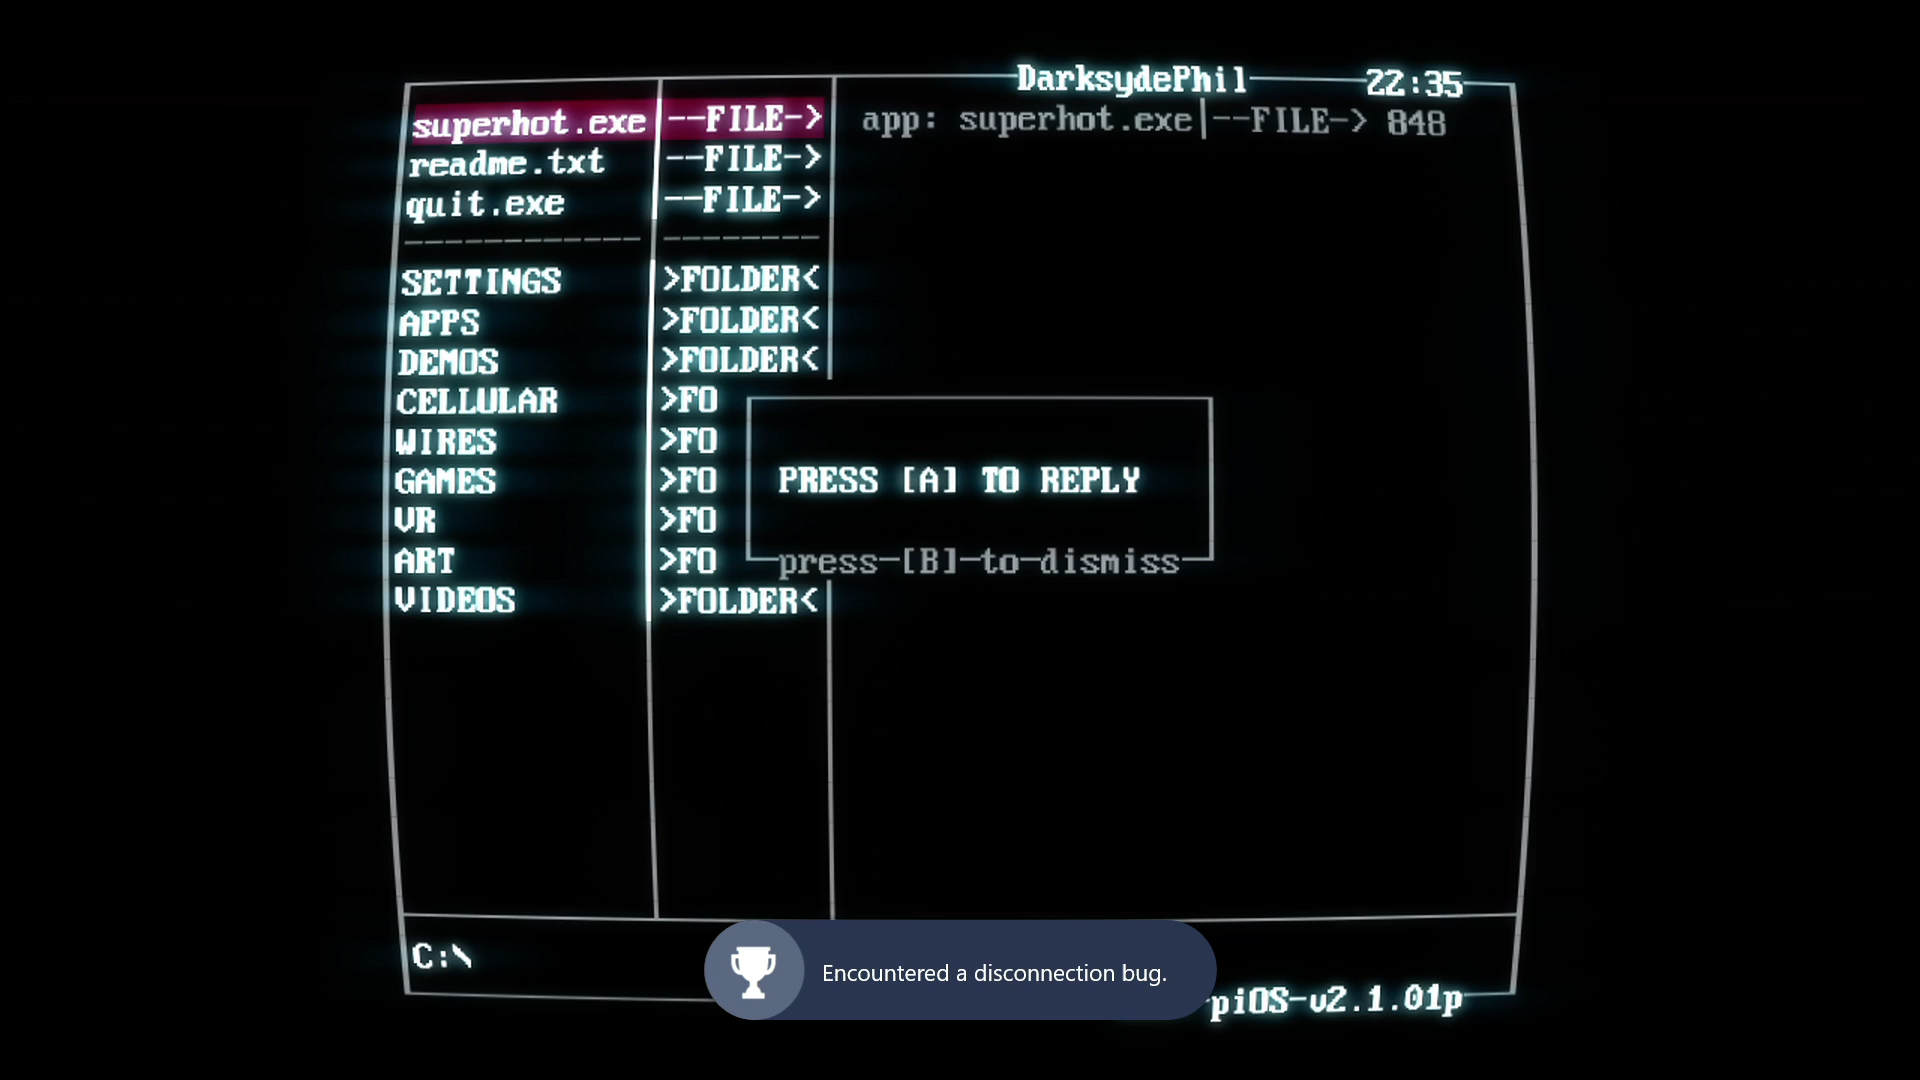 DarksydePhil 22:35
superhot.exe --FILE-> app: superhot.exe|--FILE-> 848
readme.txt --FILE->
quit.exe --FILE->
SETTINGS >FOLDER<
APPS >FOLDER<
DEMOS >FOLDER<
CELLULAR >FO
WIRES >FO
GAMES >FO
PRESS [A] TO REPLY
VR >FO
ART >FO
press-[B]-to-dismiss
VIDEOS >FOLDER<
C:\
Encountered a disconnection bug.
piOS-v2.1.01p